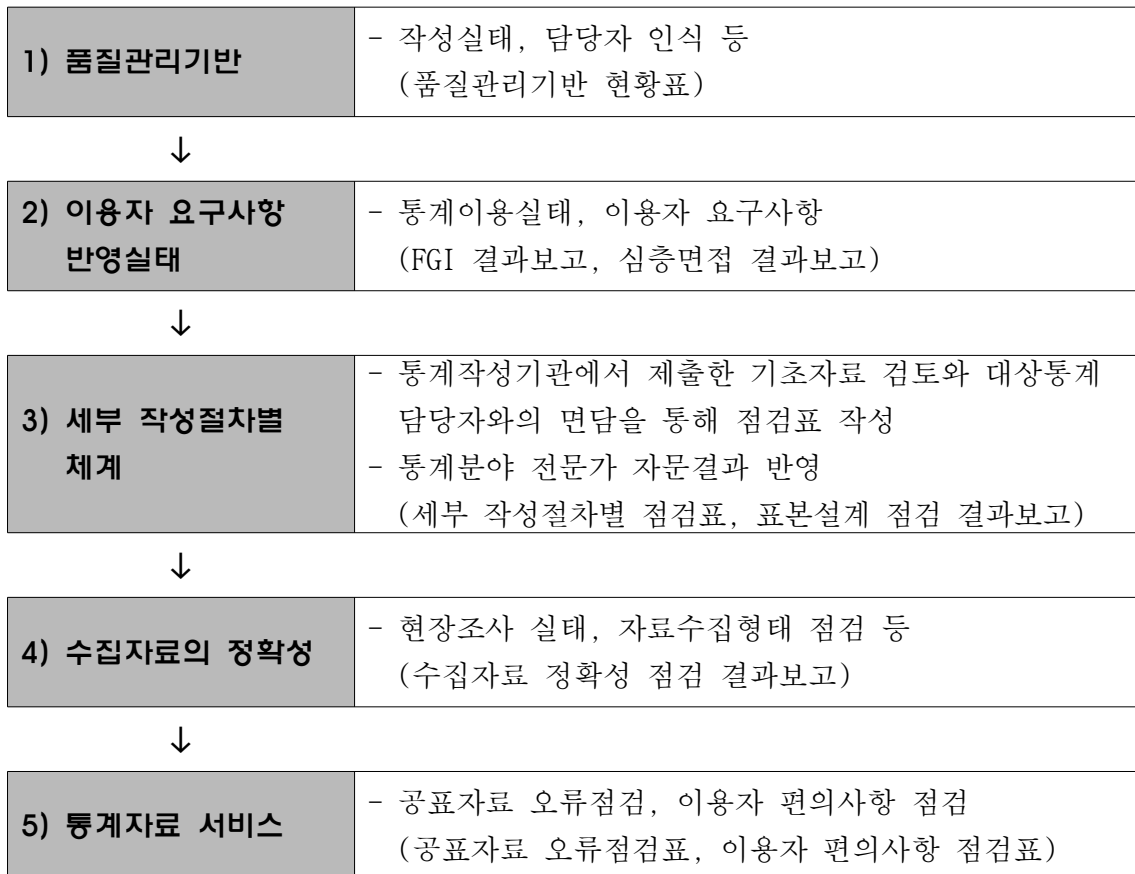 1) 품질관리기반
- 작성실태, 담당자 인식 등
(품질관리기반 현황표)
↓
2) 이용자 요구사항
반영실태
- 통계이용실태, 이용자 요구사항
(FGI 결과보고, 심층면접 결과보고)
↓
3) 세부 작성절차별
체계
- 통계작성기관에서 제출한 기초자료 검토와 대상통계
담당자와의 면담을 통해 점검표 작성
- 통계분야 전문가 자문결과 반영
(세부 작성절차별 점검표, 표본설계 점검 결과보고)
↓
4) 수집자료의 정확성
- 현장조사 실태, 자료수집형태 점검 등
(수집자료 정확성 점검 결과보고)
↓
5) 통계자료 서비스
- 공표자료 오류점검, 이용자 편의사항 점검
(공표자료 오류점검표, 이용자 편의사항 점검표)